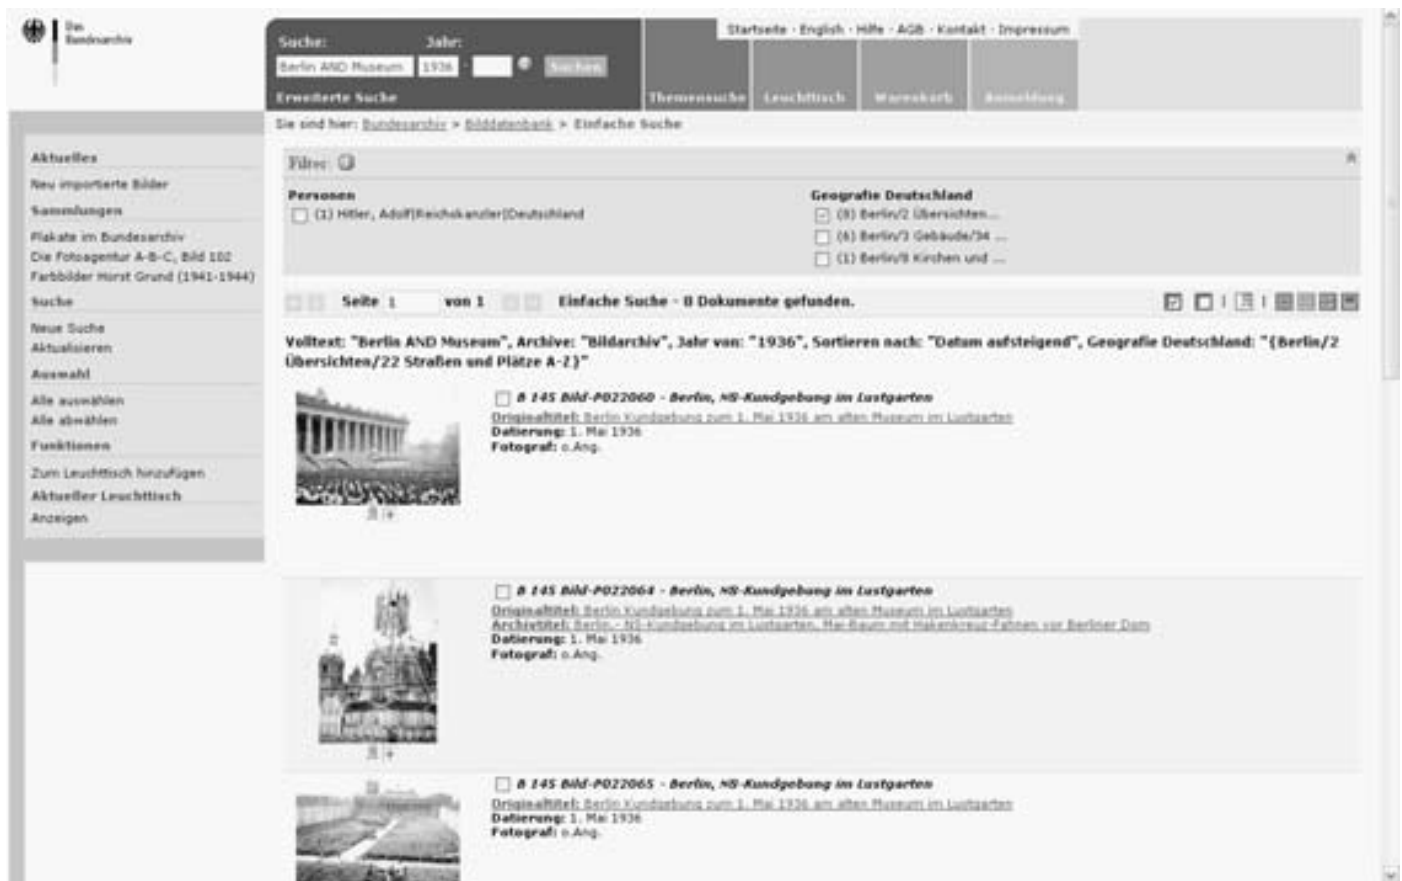 Das
Bundesarchiv
Startseite · English · Hilfe · AGB · Kontakt · Impressum
Suche: Jahr:
Berlin AND Museum 1936 - Suchen
Erweiterte Suche
Themensuche Leuchttisch Warenkorb Anmeldung
Sie sind hier: Bundesarchiv > Bilddatenbank > Einfache Suche
Aktuelles
Neu importierte Bilder
Sammlungen
Plakate im Bundesarchiv
Die Fotoagentur A-B-C, Bild 102
Farbbilder Horst Grund (1941-1944)
Suche
Neue Suche
Aktualisieren
Auswahl
Alle auswählen
Alle abwählen
Funktionen
Zum Leuchttisch hinzufügen
Aktueller Leuchttisch
Anzeigen
Filter:
Personen
(1) Hitler, Adolf|Reichskanzler|Deutschland
Geografie Deutschland
(8) Berlin/2 Übersichten...
(6) Berlin/3 Gebäude/34 ...
(1) Berlin/8 Kirchen und ...
Seite 1 von 1 Einfache Suche - 8 Dokumente gefunden.
Volltext: "Berlin AND Museum", Archive: "Bildarchiv", Jahr von: "1936", Sortieren nach: "Datum aufsteigend", Geografie Deutschland: "{Berlin/2
Übersichten/22 Straßen und Plätze A-Z}"
B 145 Bild-P022060 - Berlin, NS-Kundgebung im Lustgarten
Originaltitel: Berlin Kundgebung zum 1. Mai 1936 am alten Museum im Lustgarten
Datierung: 1. Mai 1936
Fotograf: o.Ang.
B 145 Bild-P022064 - Berlin, NS-Kundgebung im Lustgarten
Originaltitel: Berlin Kundgebung zum 1. Mai 1936 am alten Museum im Lustgarten
Archivtitel: Berlin.- NS-Kundgebung im Lustgarten, Mai-Baum mit Hakenkreuz-Fahnen vor Berliner Dom
Datierung: 1. Mai 1936
Fotograf: o.Ang.
B 145 Bild-P022065 - Berlin, NS-Kundgebung im Lustgarten
Originaltitel: Berlin Kundgebung zum 1. Mai 1936 am alten Museum im Lustgarten
Datierung: 1. Mai 1936
Fotograf: o.Ang.